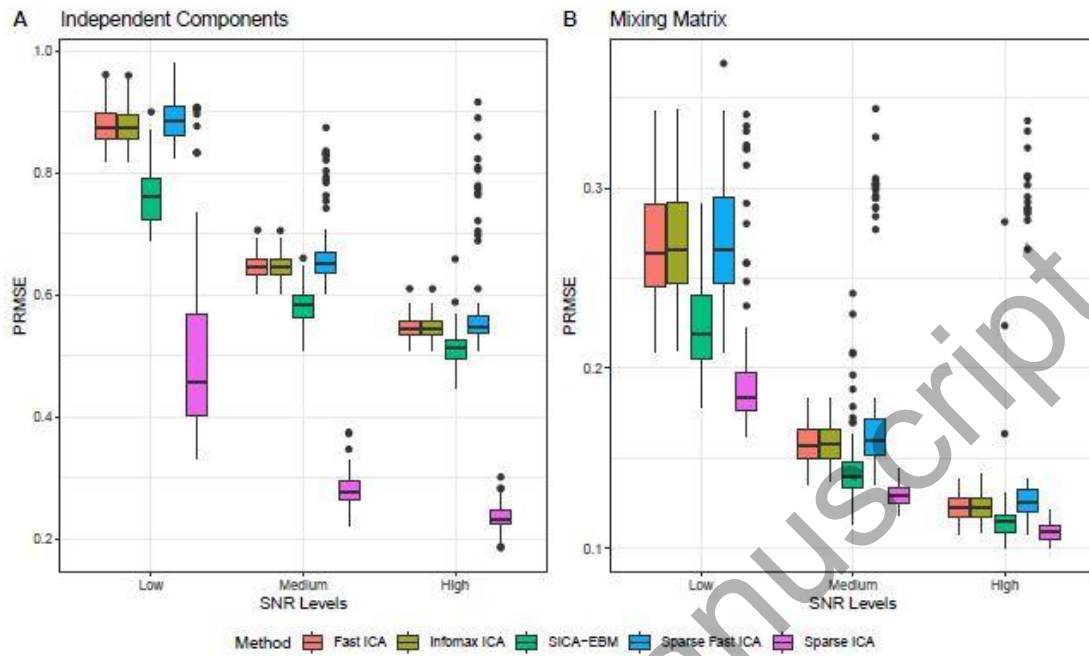 A Independent Components
PRMSE
1.0
0.8
0.6
0.4
0.2
Low Medium High
SNR Levels
B Mixing Matrix
PRMSE
0.3
0.2
0.1
Low Medium High
SNR Levels
Method Fast ICA Infomax ICA SICA-EBM Sparse Fast ICA Sparse ICA
anuscript